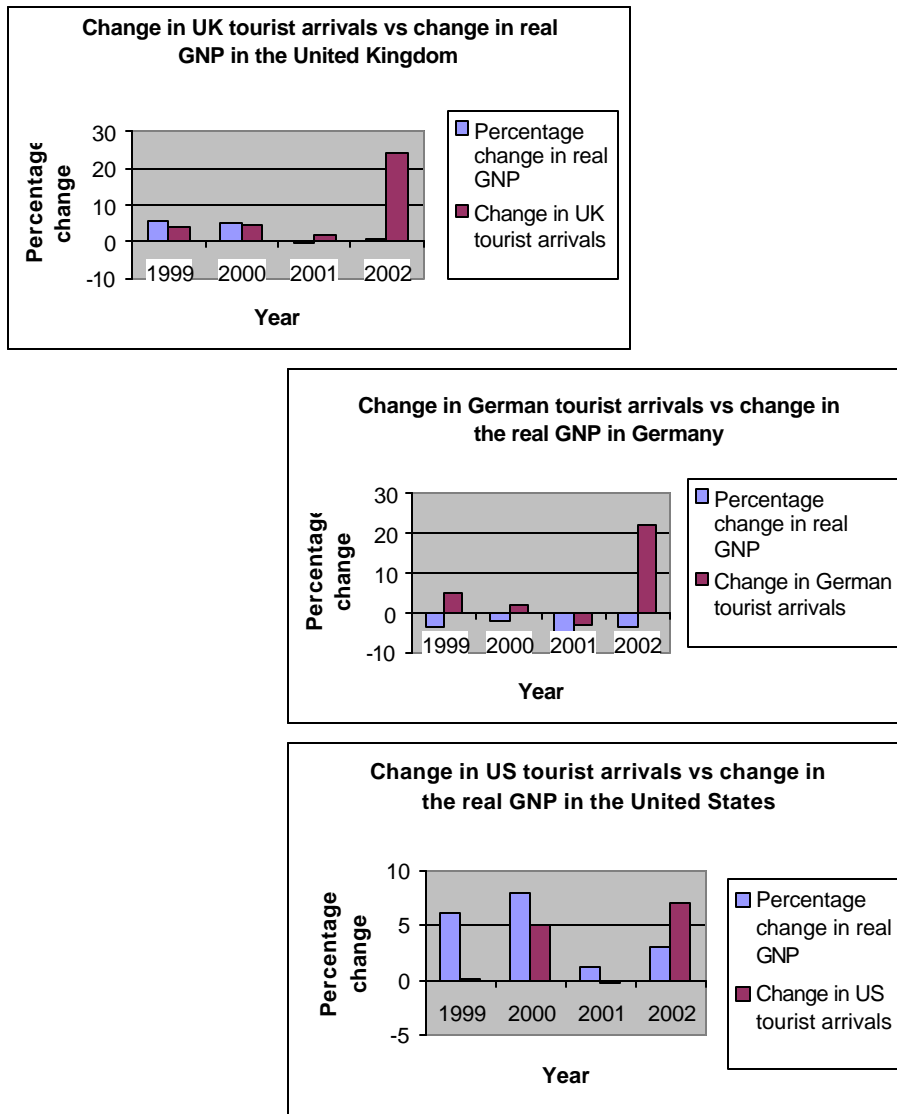 Change in UK tourist arrivals vs change in real
GNP in the United Kingdom
Percentage
change
30
20
10
0
-10
1999 2000 2001 2002
Year
Percentage
change in real
GNP
Change in UK
tourist arrivals
Change in German tourist arrivals vs change in
the real GNP in Germany
Percentage
change
30
20
10
0
-10
1999 2000 2001 2002
Year
Percentage
change in real
GNP
Change in German
tourist arrivals
Change in US tourist arrivals vs change in
the real GNP in the United States
Percentage
change
10
5
0
-5
1999 2000 2001 2002
Year
Percentage
change in real
GNP
Change in US
tourist arrivals